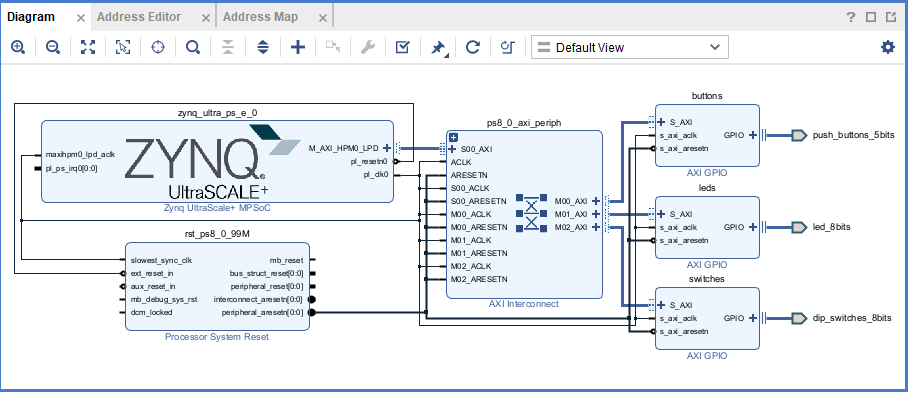 Diagram
Address Editor
Address Map
Default View
zynq_ultra_ps_e_0
maxihpm0_lpd_aclk
pl_ps_irq0[0:0]
ZYNQ
UltraSCALE+
M_AXI_HPM0_LPD
pl_resetn0
pl_clk0
Zynq UltraScale+ MPSoC
rst_ps8_0_99M
slowest_sync_clk
ext_reset_in
aux_reset_in
mb_debug_sys_rst
dcm_locked
mb_reset
bus_struct_reset[0:0]
peripheral_reset[0:0]
interconnect_aresetn[0:0]
peripheral_aresetn[0:0]
Processor System Reset
ps8_0_axi_periph
S00_AXI
ACLK
ARESETN
S00_ACLK
S00_ARESETN
M00_ACLK
M00_ARESETN
M01_ACLK
M01_ARESETN
M02_ACLK
M02_ARESETN
M00_AXI
M01_AXI
M02_AXI
AXI Interconnect
buttons
S_AXI
s_axi_aclk
s_axi_aresetn
GPIO
AXI GPIO
push_buttons_5bits
leds
S_AXI
s_axi_aclk
s_axi_aresetn
GPIO
AXI GPIO
led_8bits
switches
S_AXI
s_axi_aclk
s_axi_aresetn
GPIO
AXI GPIO
dip_switches_8bits